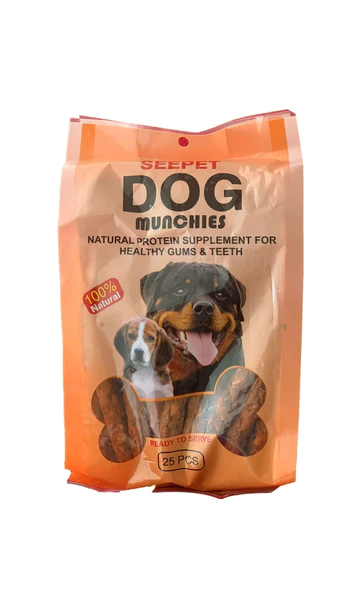 SEEPET
DOG
MUNCHIES
NATURAL PROTEIN SUPPLEMENT FOR
HEALTHY GUMS & TEETH
100%
Natural
READY TO SERVE
25 PCS